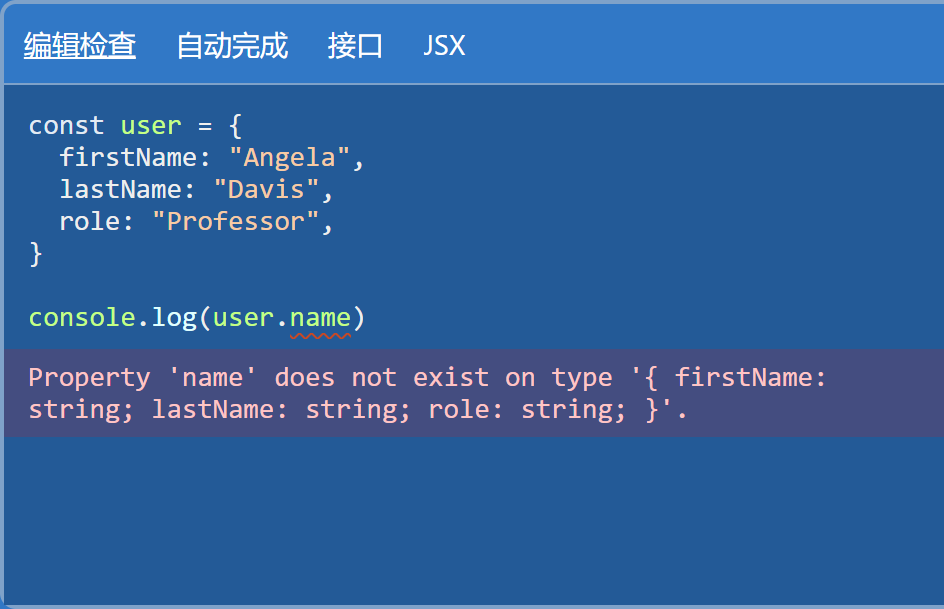 编辑检查 自动完成 接口 JSX
const user = {
  firstName: "Angela",
  lastName: "Davis",
  role: "Professor",
}
console.log(user.name)
Property 'name' does not exist on type '{ firstName:
string; lastName: string; role: string; }'.